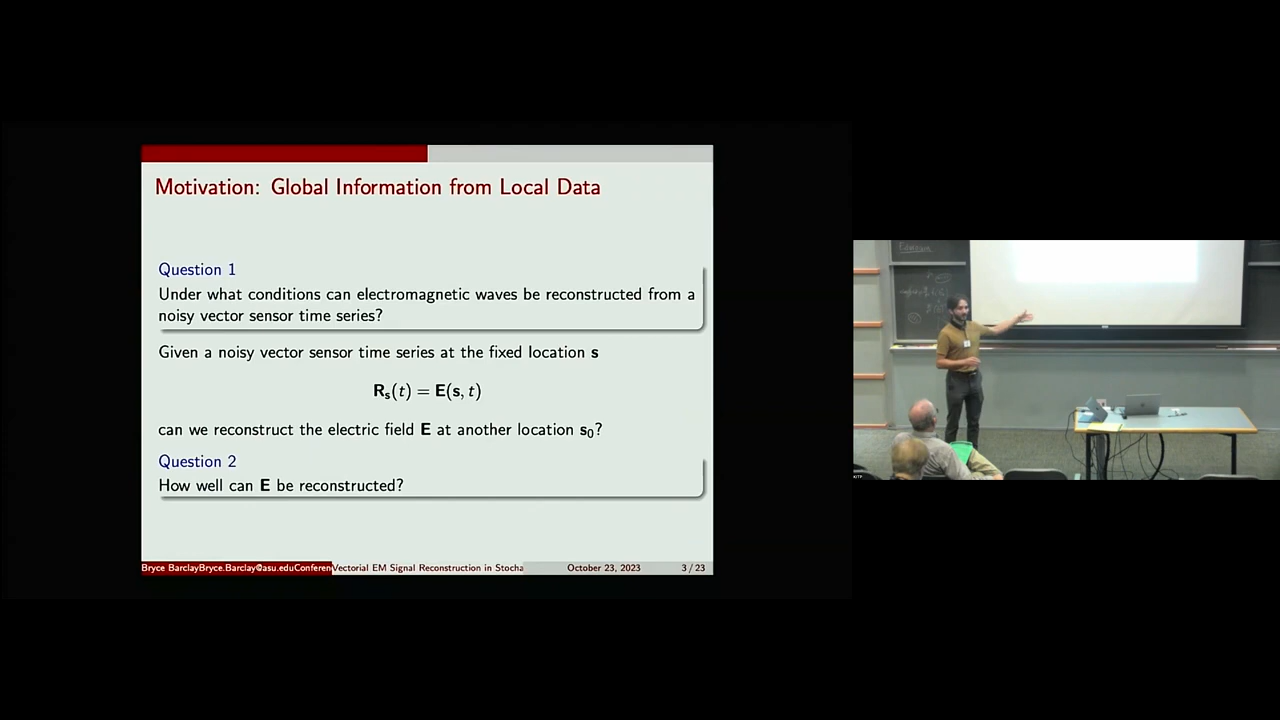 Motivation: Global Information from Local Data
Question 1
Under what conditions can electromagnetic waves be reconstructed from a
noisy vector sensor time series?
Given a noisy vector sensor time series at the fixed location s
Rₛ(t) = E(s, t)
can we reconstruct the electric field E at another location s₀?
Question 2
How well can E be reconstructed?
Bryce BarclayBryce.Barclay@asu.eduConferen Vectorial EM Signal Reconstruction in Stocha October 23, 2023 3 / 23